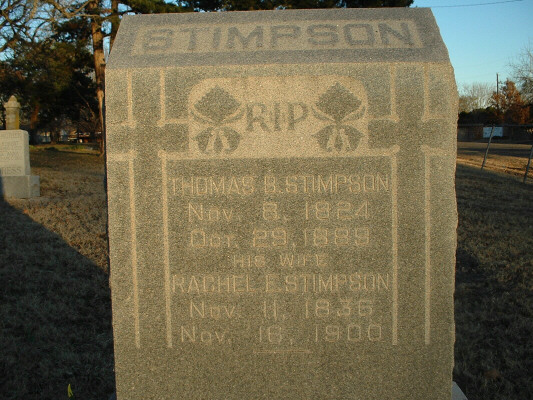 STIMPSON
RIP
THOMAS B. STIMPSON
Nov. 8, 1824
Oct. 29, 1889
HIS WIFE
RACHEL E. STIMPSON
Nov. 11, 1836
Nov. 16, 1900